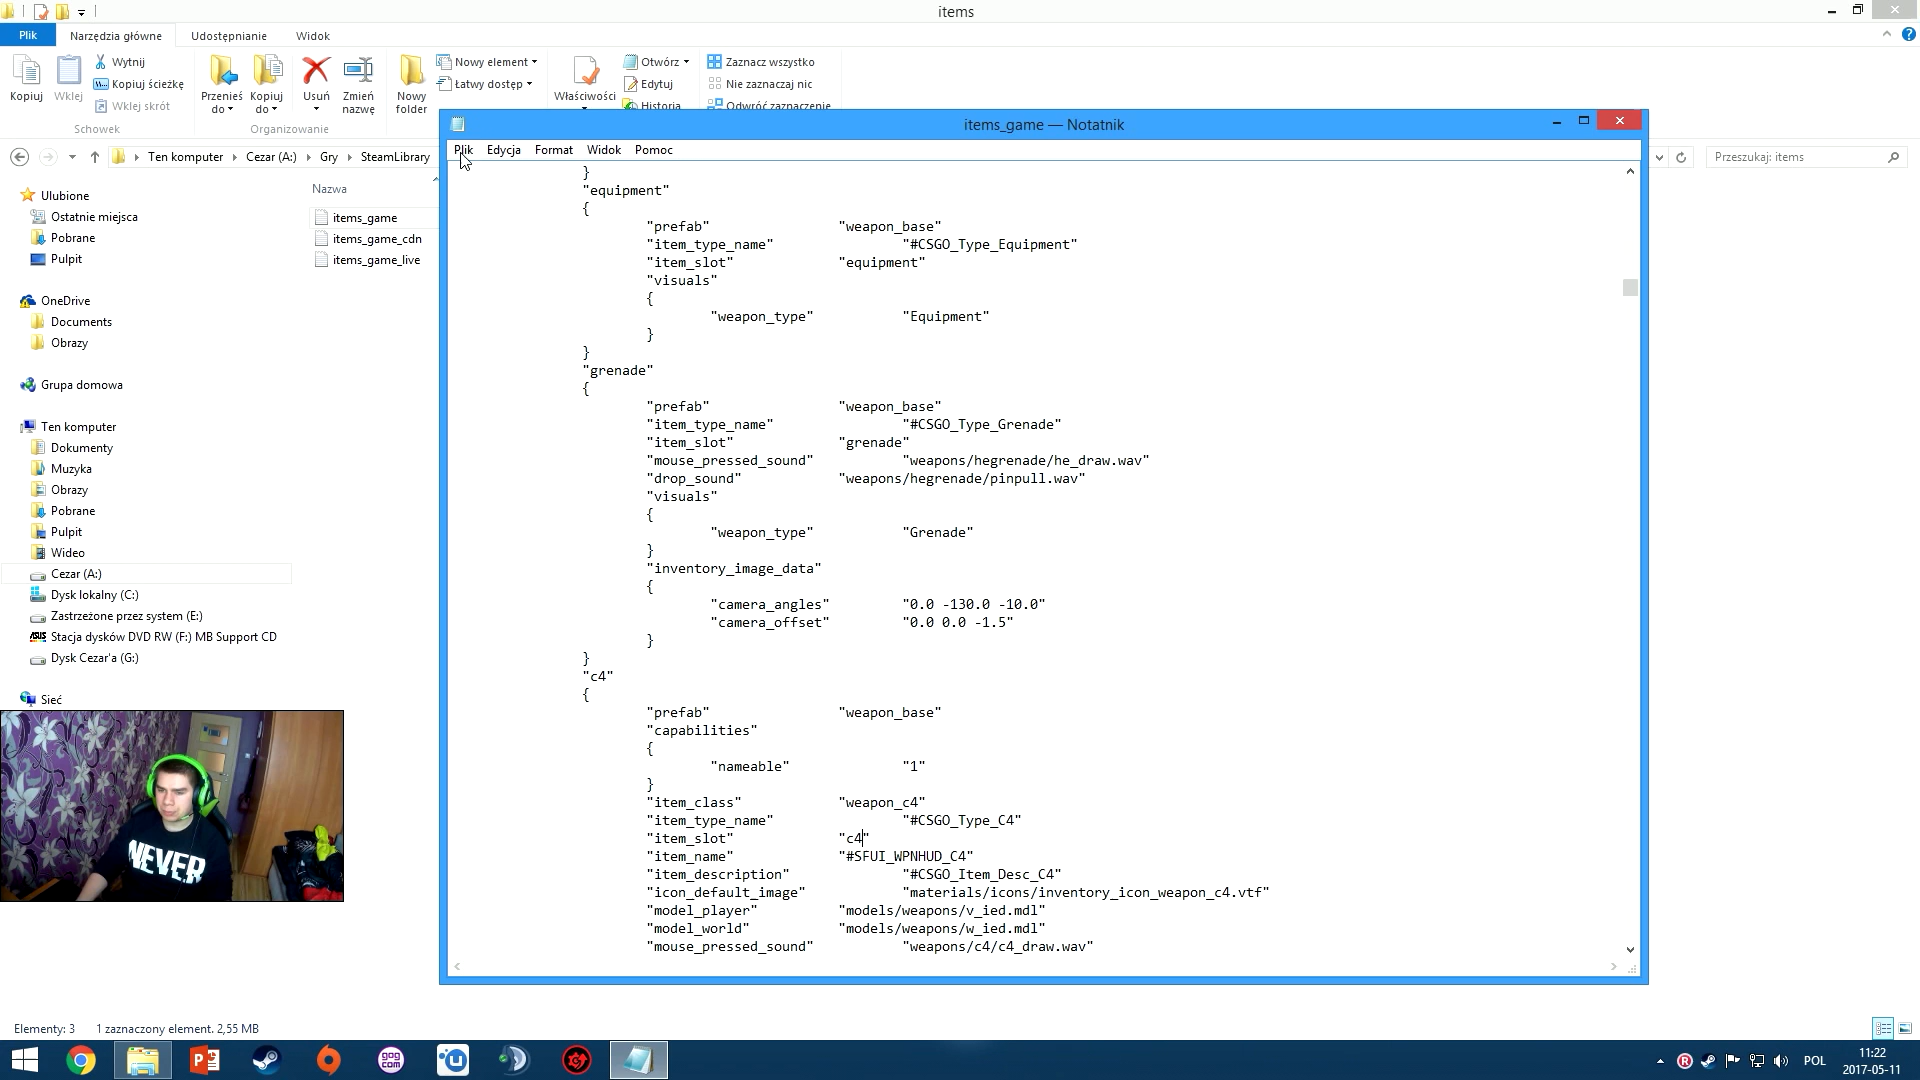 items
Plik
Narzędzia główne
Udostępnianie
Widok
Kopiuj
Wklej
Wytnij
Kopiuj ścieżkę
Wklej skrót
Schowek
Przenieś do
Kopiuj do
Usuń
Zmień nazwę
Organizowanie
Nowy folder
Nowy element
Łatwy dostęp
Właściwości
Otwórz
Edytuj
Historia
Zaznacz wszystko
Nie zaznaczaj nic
Odwróć zaznaczenie
Ten komputer
Cezar (A:)
Gry
SteamLibrary
Przeszukaj: items
Ulubione
Ostatnie miejsca
Pobrane
Pulpit
OneDrive
Documents
Obrazy
Grupa domowa
Ten komputer
Dokumenty
Muzyka
Obrazy
Pobrane
Pulpit
Wideo
Cezar (A:)
Dysk lokalny (C:)
Zastrzeżone przez system (E:)
Stacja dysków DVD RW (F:) MB Support CD
Dysk Cezar'a (G:)
Sieć
Nazwa
items_game
items_game_cdn
items_game_live
items_game — Notatnik
Plik Edycja Format Widok Pomoc
}
"equipment"
{
"prefab" "weapon_base"
"item_type_name" "#CSGO_Type_Equipment"
"item_slot" "equipment"
"visuals"
{
"weapon_type" "Equipment"
}
}
"grenade"
{
"prefab" "weapon_base"
"item_type_name" "#CSGO_Type_Grenade"
"item_slot" "grenade"
"mouse_pressed_sound" "weapons/hegrenade/he_draw.wav"
"drop_sound" "weapons/hegrenade/pinpull.wav"
"visuals"
{
"weapon_type" "Grenade"
}
"inventory_image_data"
{
"camera_angles" "0.0 -130.0 -10.0"
"camera_offset" "0.0 0.0 -1.5"
}
}
"c4"
{
"prefab" "weapon_base"
"capabilities"
{
"nameable" "1"
}
"item_class" "weapon_c4"
"item_type_name" "#CSGO_Type_C4"
"item_slot" "c4"
"item_name" "#SFUI_WPNHUD_C4"
"item_description" "#CSGO_Item_Desc_C4"
"icon_default_image" "materials/icons/inventory_icon_weapon_c4.vtf"
"model_player" "models/weapons/v_ied.mdl"
"model_world" "models/weapons/w_ied.mdl"
"mouse_pressed_sound" "weapons/c4/c4_draw.wav"
NEVER
Elementy: 3 1 zaznaczony element. 2,55 MB
POL
11:22
2017-05-11